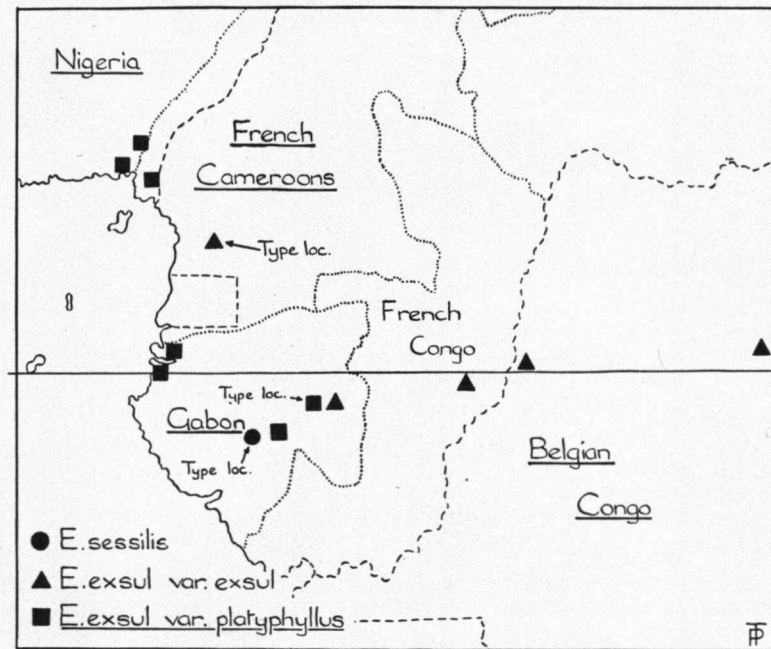 Nigeria
French
Cameroons
Type loc.
French
Congo
Type loc.
Gabon
Type loc.
Belgian
Congo
E. sessilis
E. exsul var. exsul
E. exsul var. platyphyllus